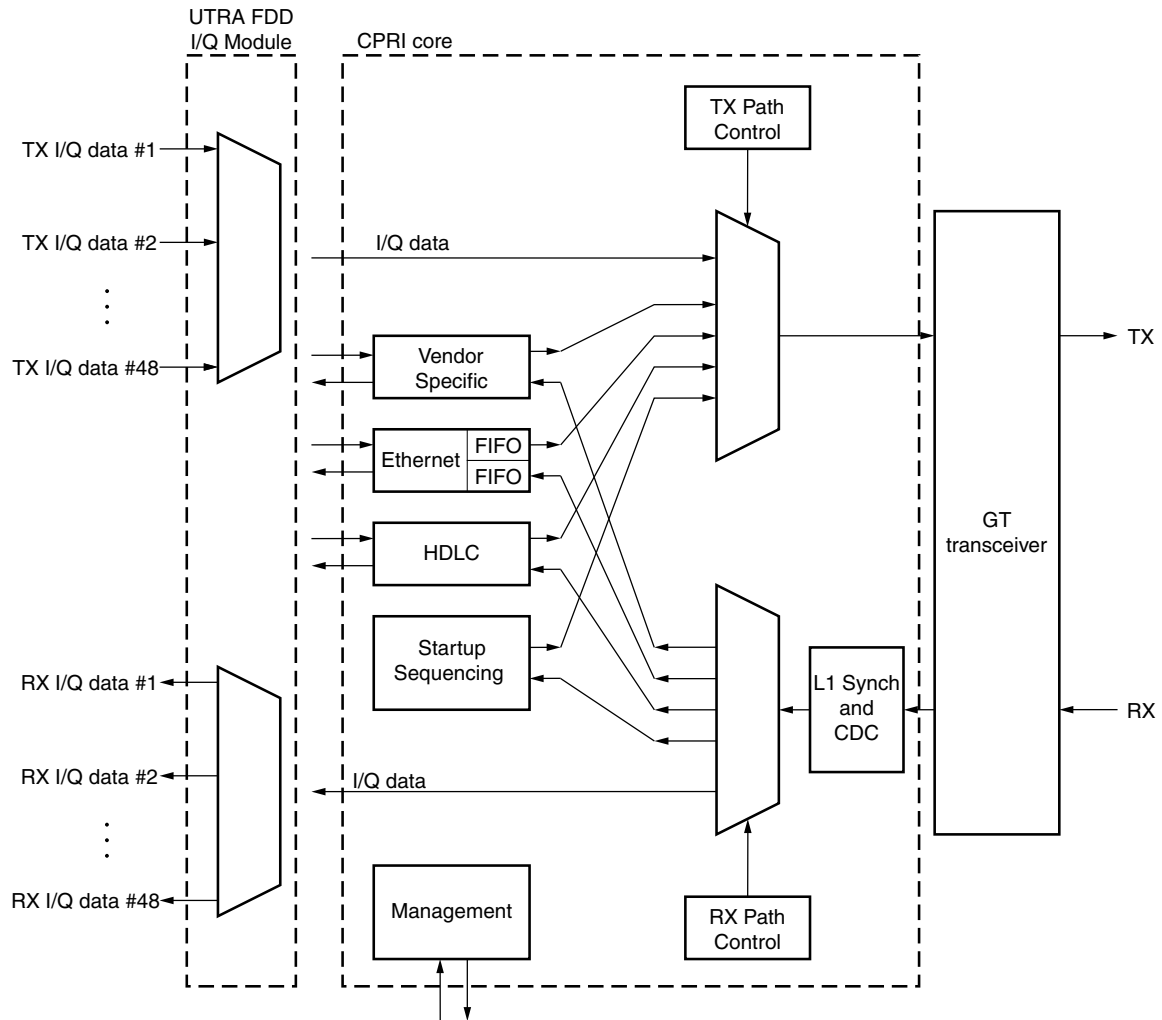 UTRA FDD
I/Q Module
CPRI core
TX Path
Control
TX I/Q data #1
TX I/Q data #2
TX I/Q data #48
I/Q data
Vendor
Specific
Ethernet
FIFO
FIFO
HDLC
Startup
Sequencing
TX
GT
transceiver
L1 Synch
and
CDC
RX
RX I/Q data #1
RX I/Q data #2
RX I/Q data #48
I/Q data
Management
RX Path
Control